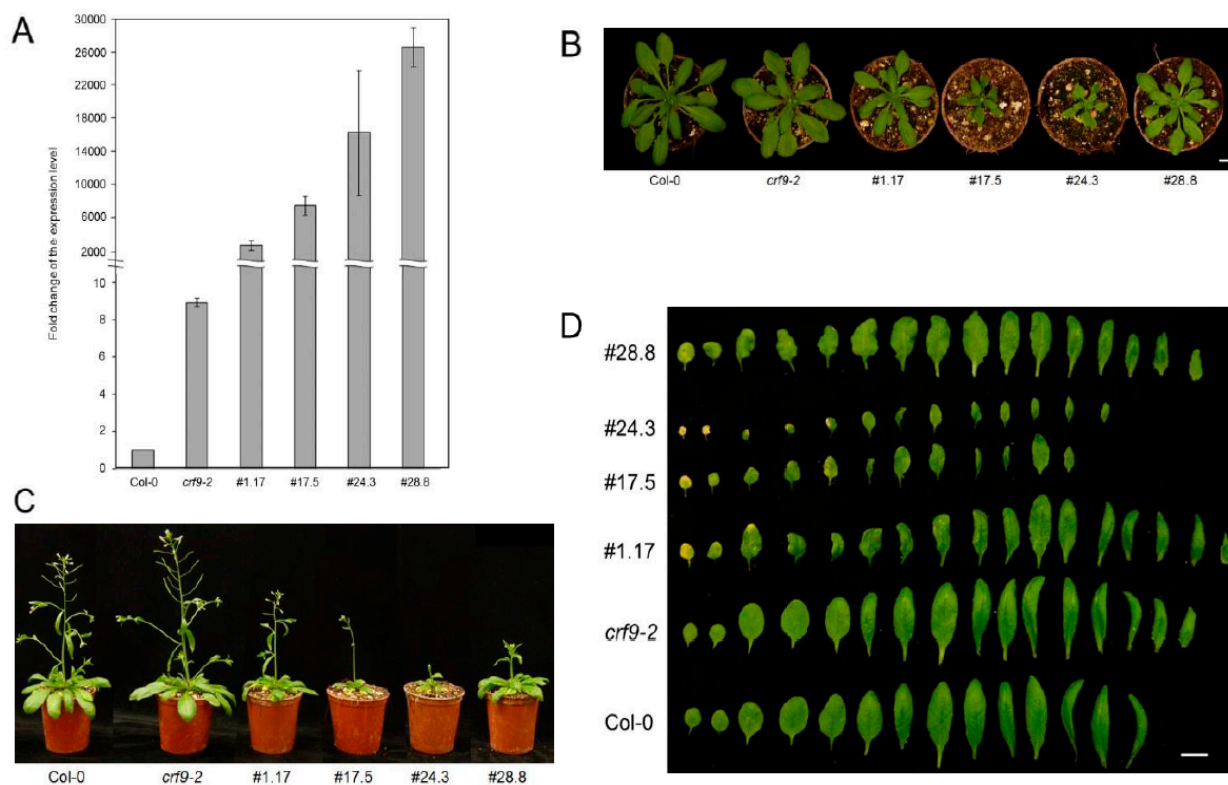 A
Fold change of the expression level
30000
28000
22000
18000
14000
10000
6000
2000
10
8
6
4
2
0
Col-0 crf9-2 #1.17 #17.5 #24.3 #28.8
B
Col-0 crf9-2 #1.17 #17.5 #24.3 #28.8
C
Col-0 crf9-2 #1.17 #17.5 #24.3 #28.8
D
#28.8
#24.3
#17.5
#1.17
crf9-2
Col-0